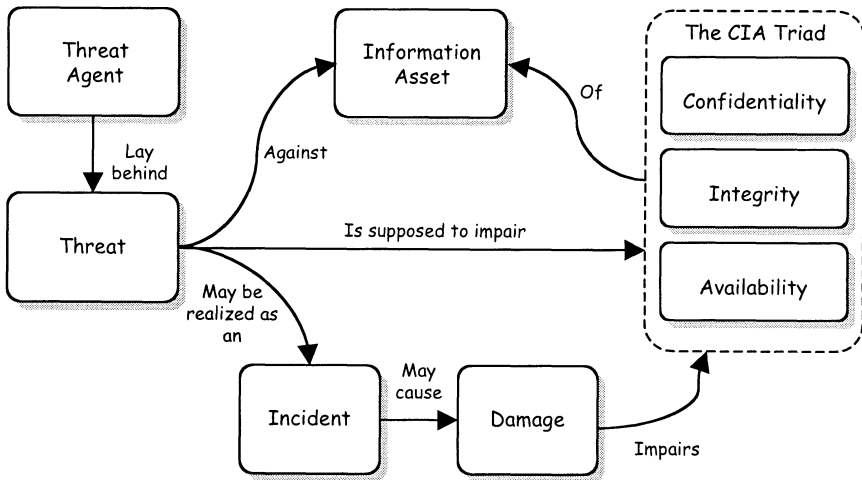 Threat
Agent
Information
Asset
The CIA Triad
Confidentiality
Of
Lay
behind
Against
Integrity
Threat
Is supposed to impair
Availability
May be
realized as
an
Incident
May
cause
Damage
Impairs